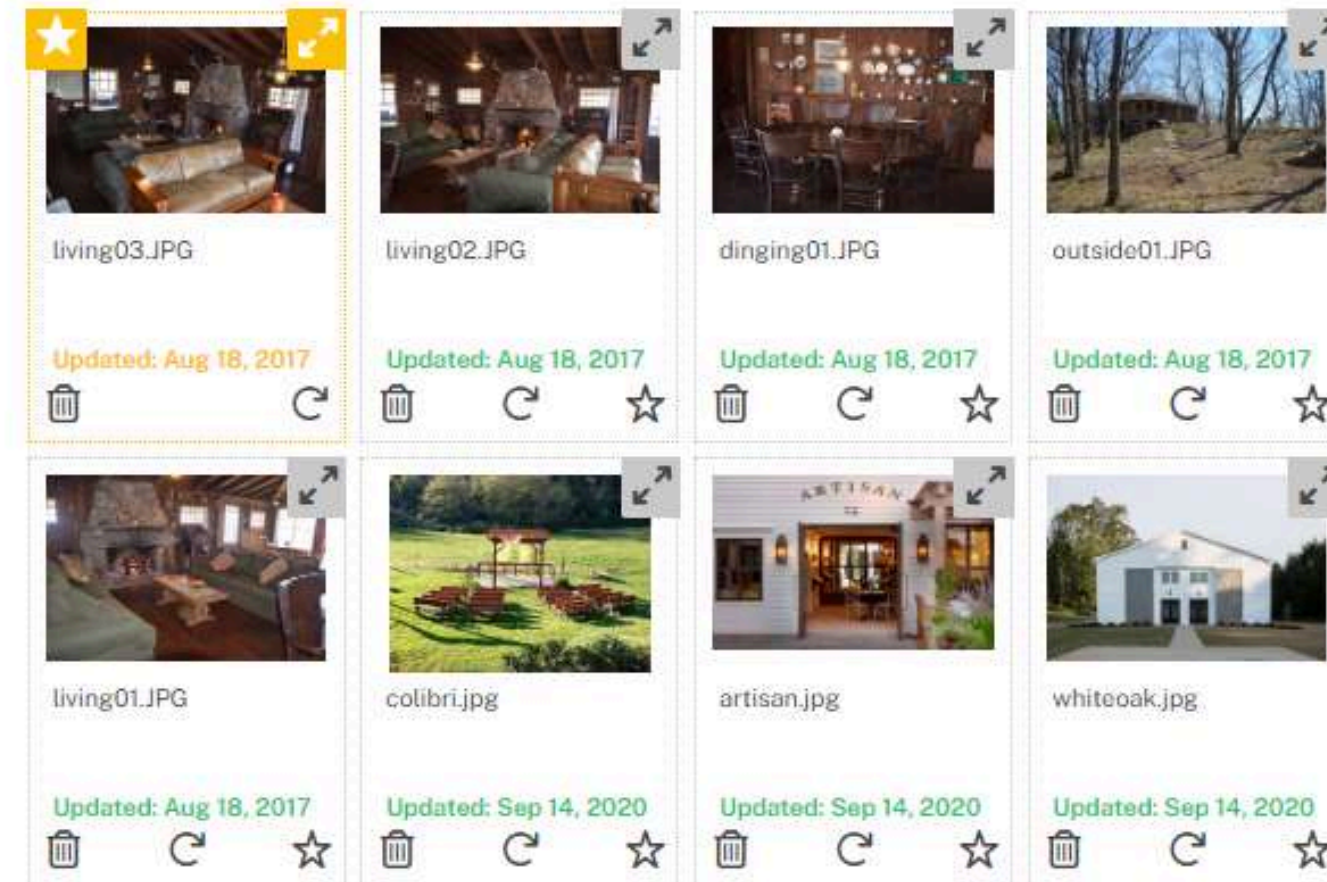 living03.JPG
living02.JPG
dinging01.JPG
outside01.JPG
Updated: Aug 18, 2017
Updated: Aug 18, 2017
Updated: Aug 18, 2017
Updated: Aug 18, 2017
ARTISAN
living01.JPG
colibri.jpg
artisan.jpg
whiteoak.jpg
Updated: Aug 18, 2017
Updated: Sep 14, 2020
Updated: Sep 14, 2020
Updated: Sep 14, 2020